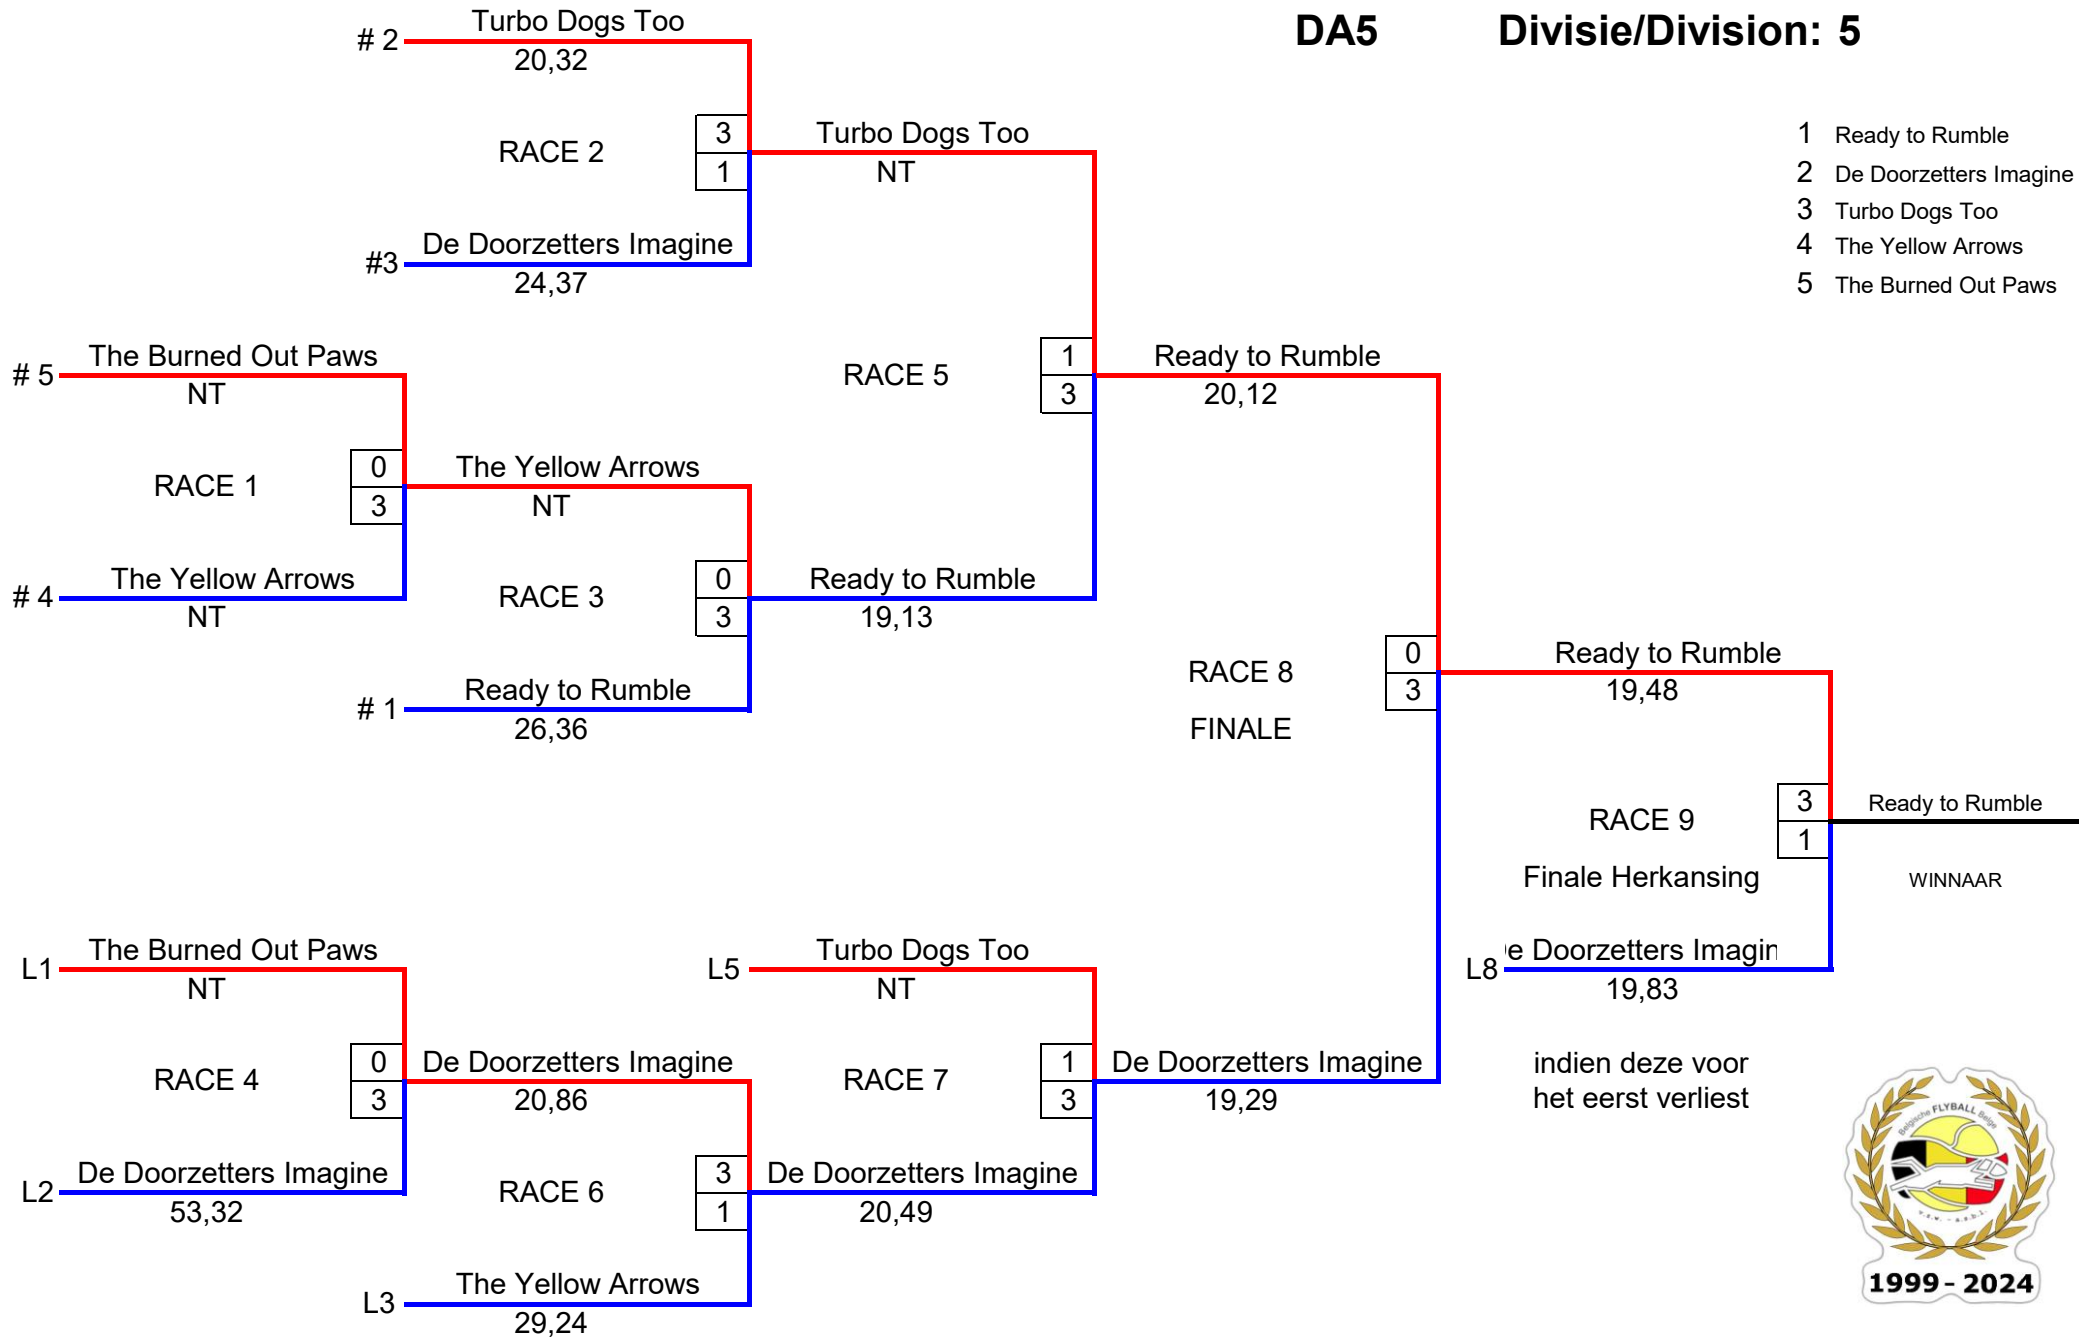 DA5 Divisie/Division: 5
Turbo Dogs Too
# 2
20,32
RACE 2
3
1
Turbo Dogs Too
NT
De Doorzetters Imagine
#3
24,37
1 Ready to Rumble
2 De Doorzetters Imagine
3 Turbo Dogs Too
4 The Yellow Arrows
5 The Burned Out Paws
The Burned Out Paws
# 5
NT
RACE 1
0
3
The Yellow Arrows
NT
The Yellow Arrows
# 4
NT
RACE 3
0
3
Ready to Rumble
19,13
Ready to Rumble
# 1
26,36
RACE 5
1
3
Ready to Rumble
20,12
RACE 8
FINALE
0
3
Ready to Rumble
19,48
RACE 9
3
1
Finale Herkansing
Ready to Rumble
WINNAAR
e Doorzetters Imagin
L8
19,83
indien deze voor
het eerst verliest
The Burned Out Paws
L1
NT
RACE 4
0
3
De Doorzetters Imagine
20,86
De Doorzetters Imagine
L2
53,32
RACE 6
3
1
De Doorzetters Imagine
20,49
The Yellow Arrows
L3
29,24
Turbo Dogs Too
L5
NT
RACE 7
1
3
De Doorzetters Imagine
19,29
Belgische FLYBALL Belge
v.z.w. - a.s.b.l.
1999 - 2024